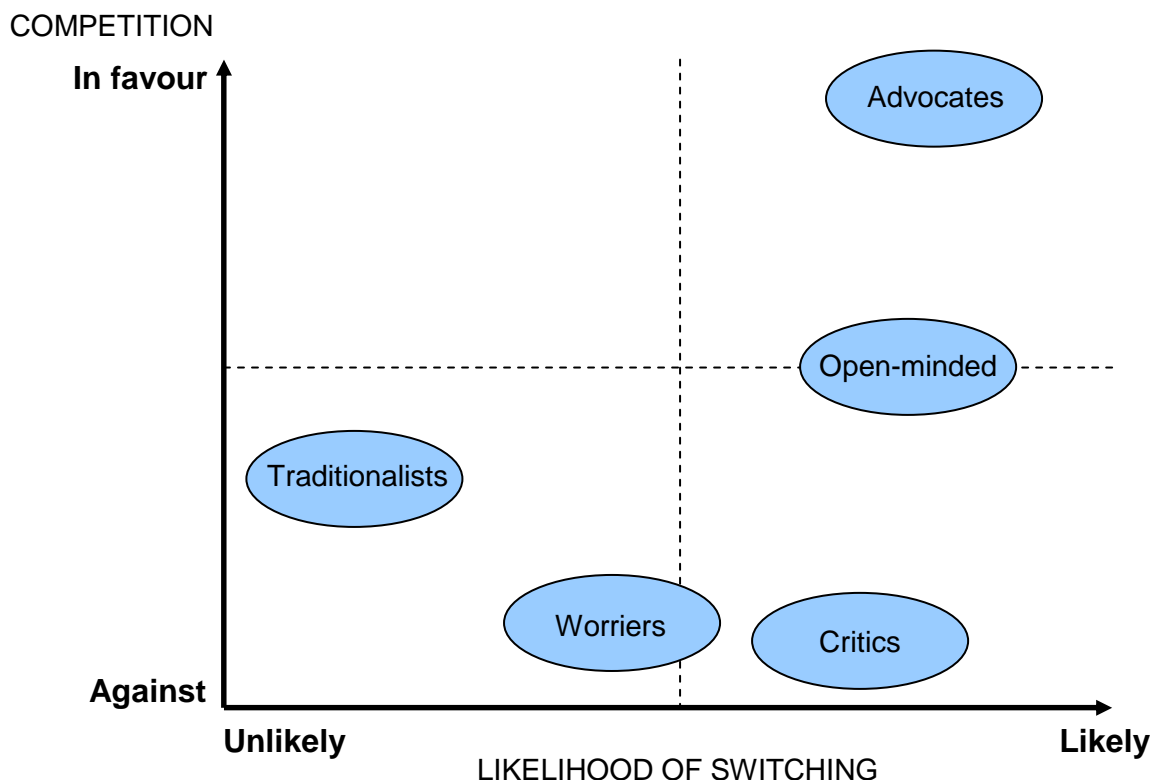 COMPETITION
In favour
Advocates
Open-minded
Traditionalists
Worriers
Critics
Against
Unlikely
Likely
LIKELIHOOD OF SWITCHING